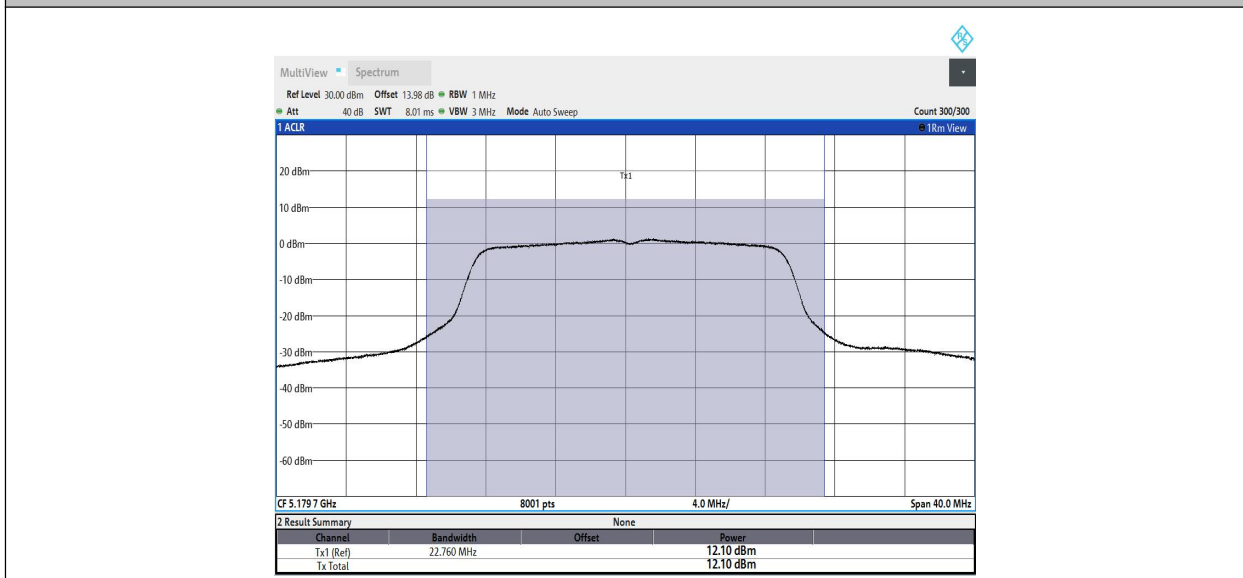 R S
MultiView Spectrum
Ref Level 30.00 dBm Offset 13.98 dB RBW 1 MHz
Att 40 dB SWT 8.01 ms VBW 3 MHz Mode Auto Sweep Count 300/300
1 ACLR 1Rm View
20 dBm
Tx1
10 dBm
0 dBm
-10 dBm
-20 dBm
-30 dBm
-40 dBm
-50 dBm
-60 dBm
CF 5.179 7 GHz 8001 pts 4.0 MHz/ Span 40.0 MHz
2 Result Summary None
Channel Bandwidth Offset Power
Tx1 (Ref) 22.760 MHz 12.10 dBm
Tx Total 12.10 dBm